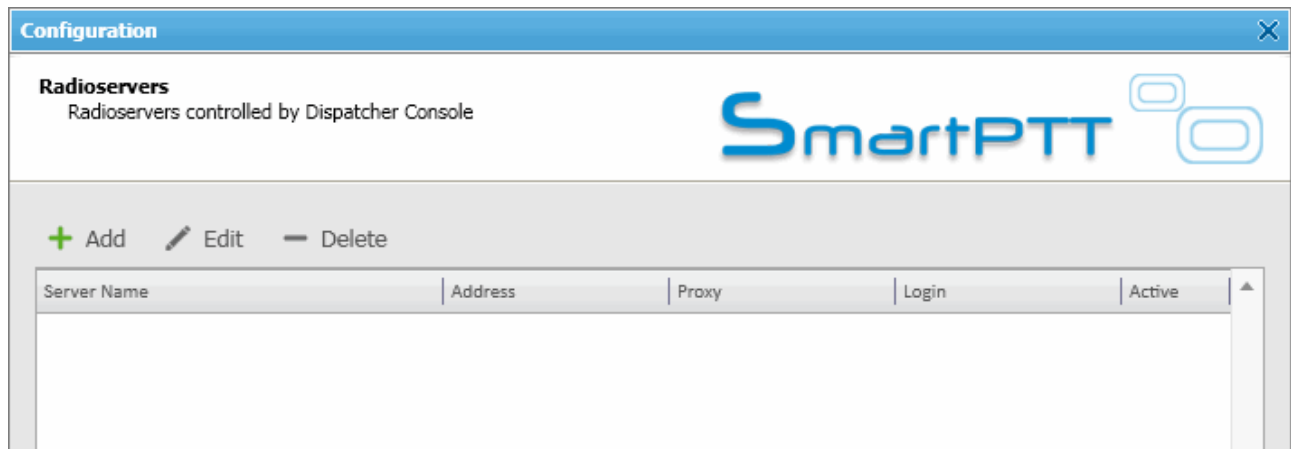 Configuration
Radioservers
Radioservers controlled by Dispatcher Console
SmartPTT
Add Edit Delete
Server Name Address Proxy Login Active